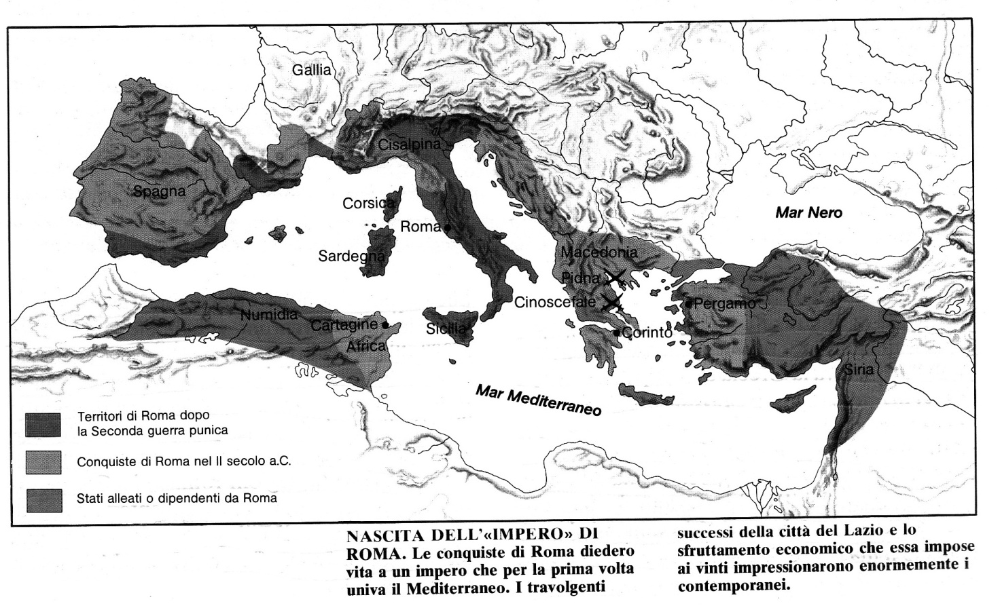 Gallia
Cisalpina
Spagna
Corsica
Roma
Sardegna
Mar Nero
Macedonia
Pidna
Cinoscefale
Pergamo
Numidia
Cartagine
Africa
Sicilia
Corinto
Siria
Mar Mediterraneo
Territori di Roma dopo
la Seconda guerra punica
Conquiste di Roma nel II secolo a.C.
Stati alleati o dipendenti da Roma
NASCITA DELL'«IMPERO» DI
ROMA. Le conquiste di Roma diedero
vita a un impero che per la prima volta
univa il Mediterraneo. I travolgenti
successi della città del Lazio e lo
sfruttamento economico che essa impose
ai vinti impressionarono enormemente i
contemporanei.